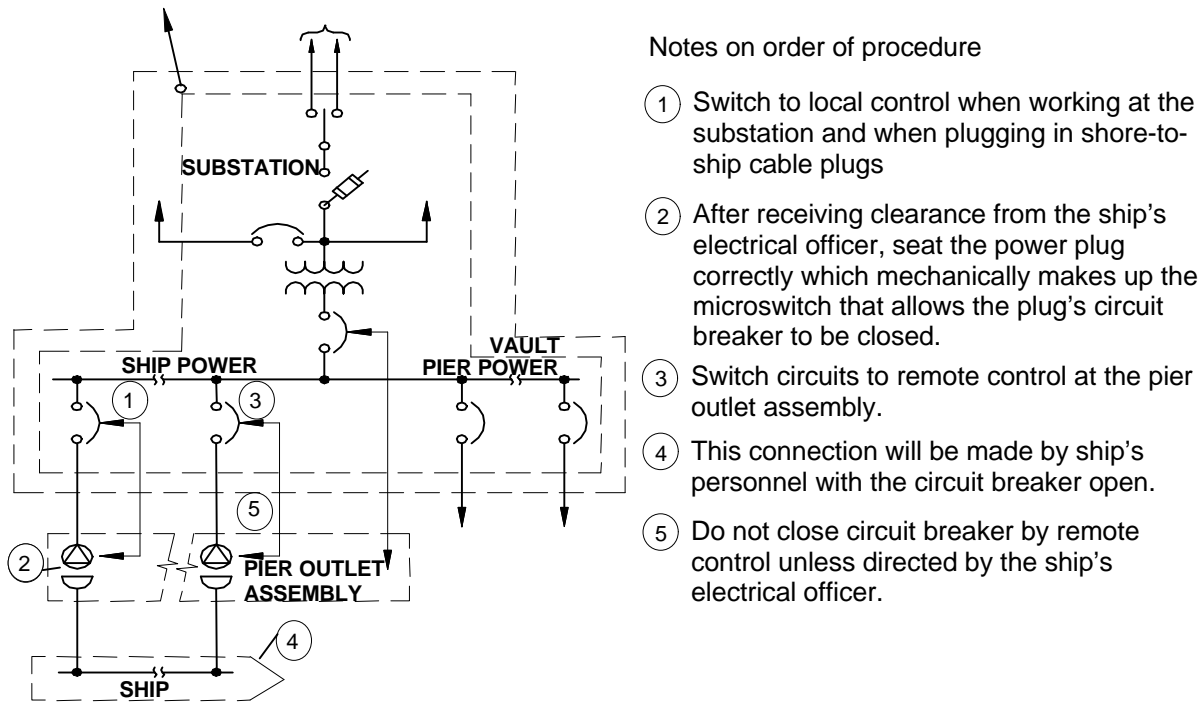 SUBSTATION
VAULT
SHIP POWER
PIER POWER
1
3
5
2
PIER OUTLET
ASSEMBLY
4
SHIP
Notes on order of procedure
1 Switch to local control when working at the
substation and when plugging in shore-to-
ship cable plugs
2 After receiving clearance from the ship's
electrical officer, seat the power plug
correctly which mechanically makes up the
microswitch that allows the plug's circuit
breaker to be closed.
3 Switch circuits to remote control at the pier
outlet assembly.
4 This connection will be made by ship's
personnel with the circuit breaker open.
5 Do not close circuit breaker by remote
control unless directed by the ship's
electrical officer.